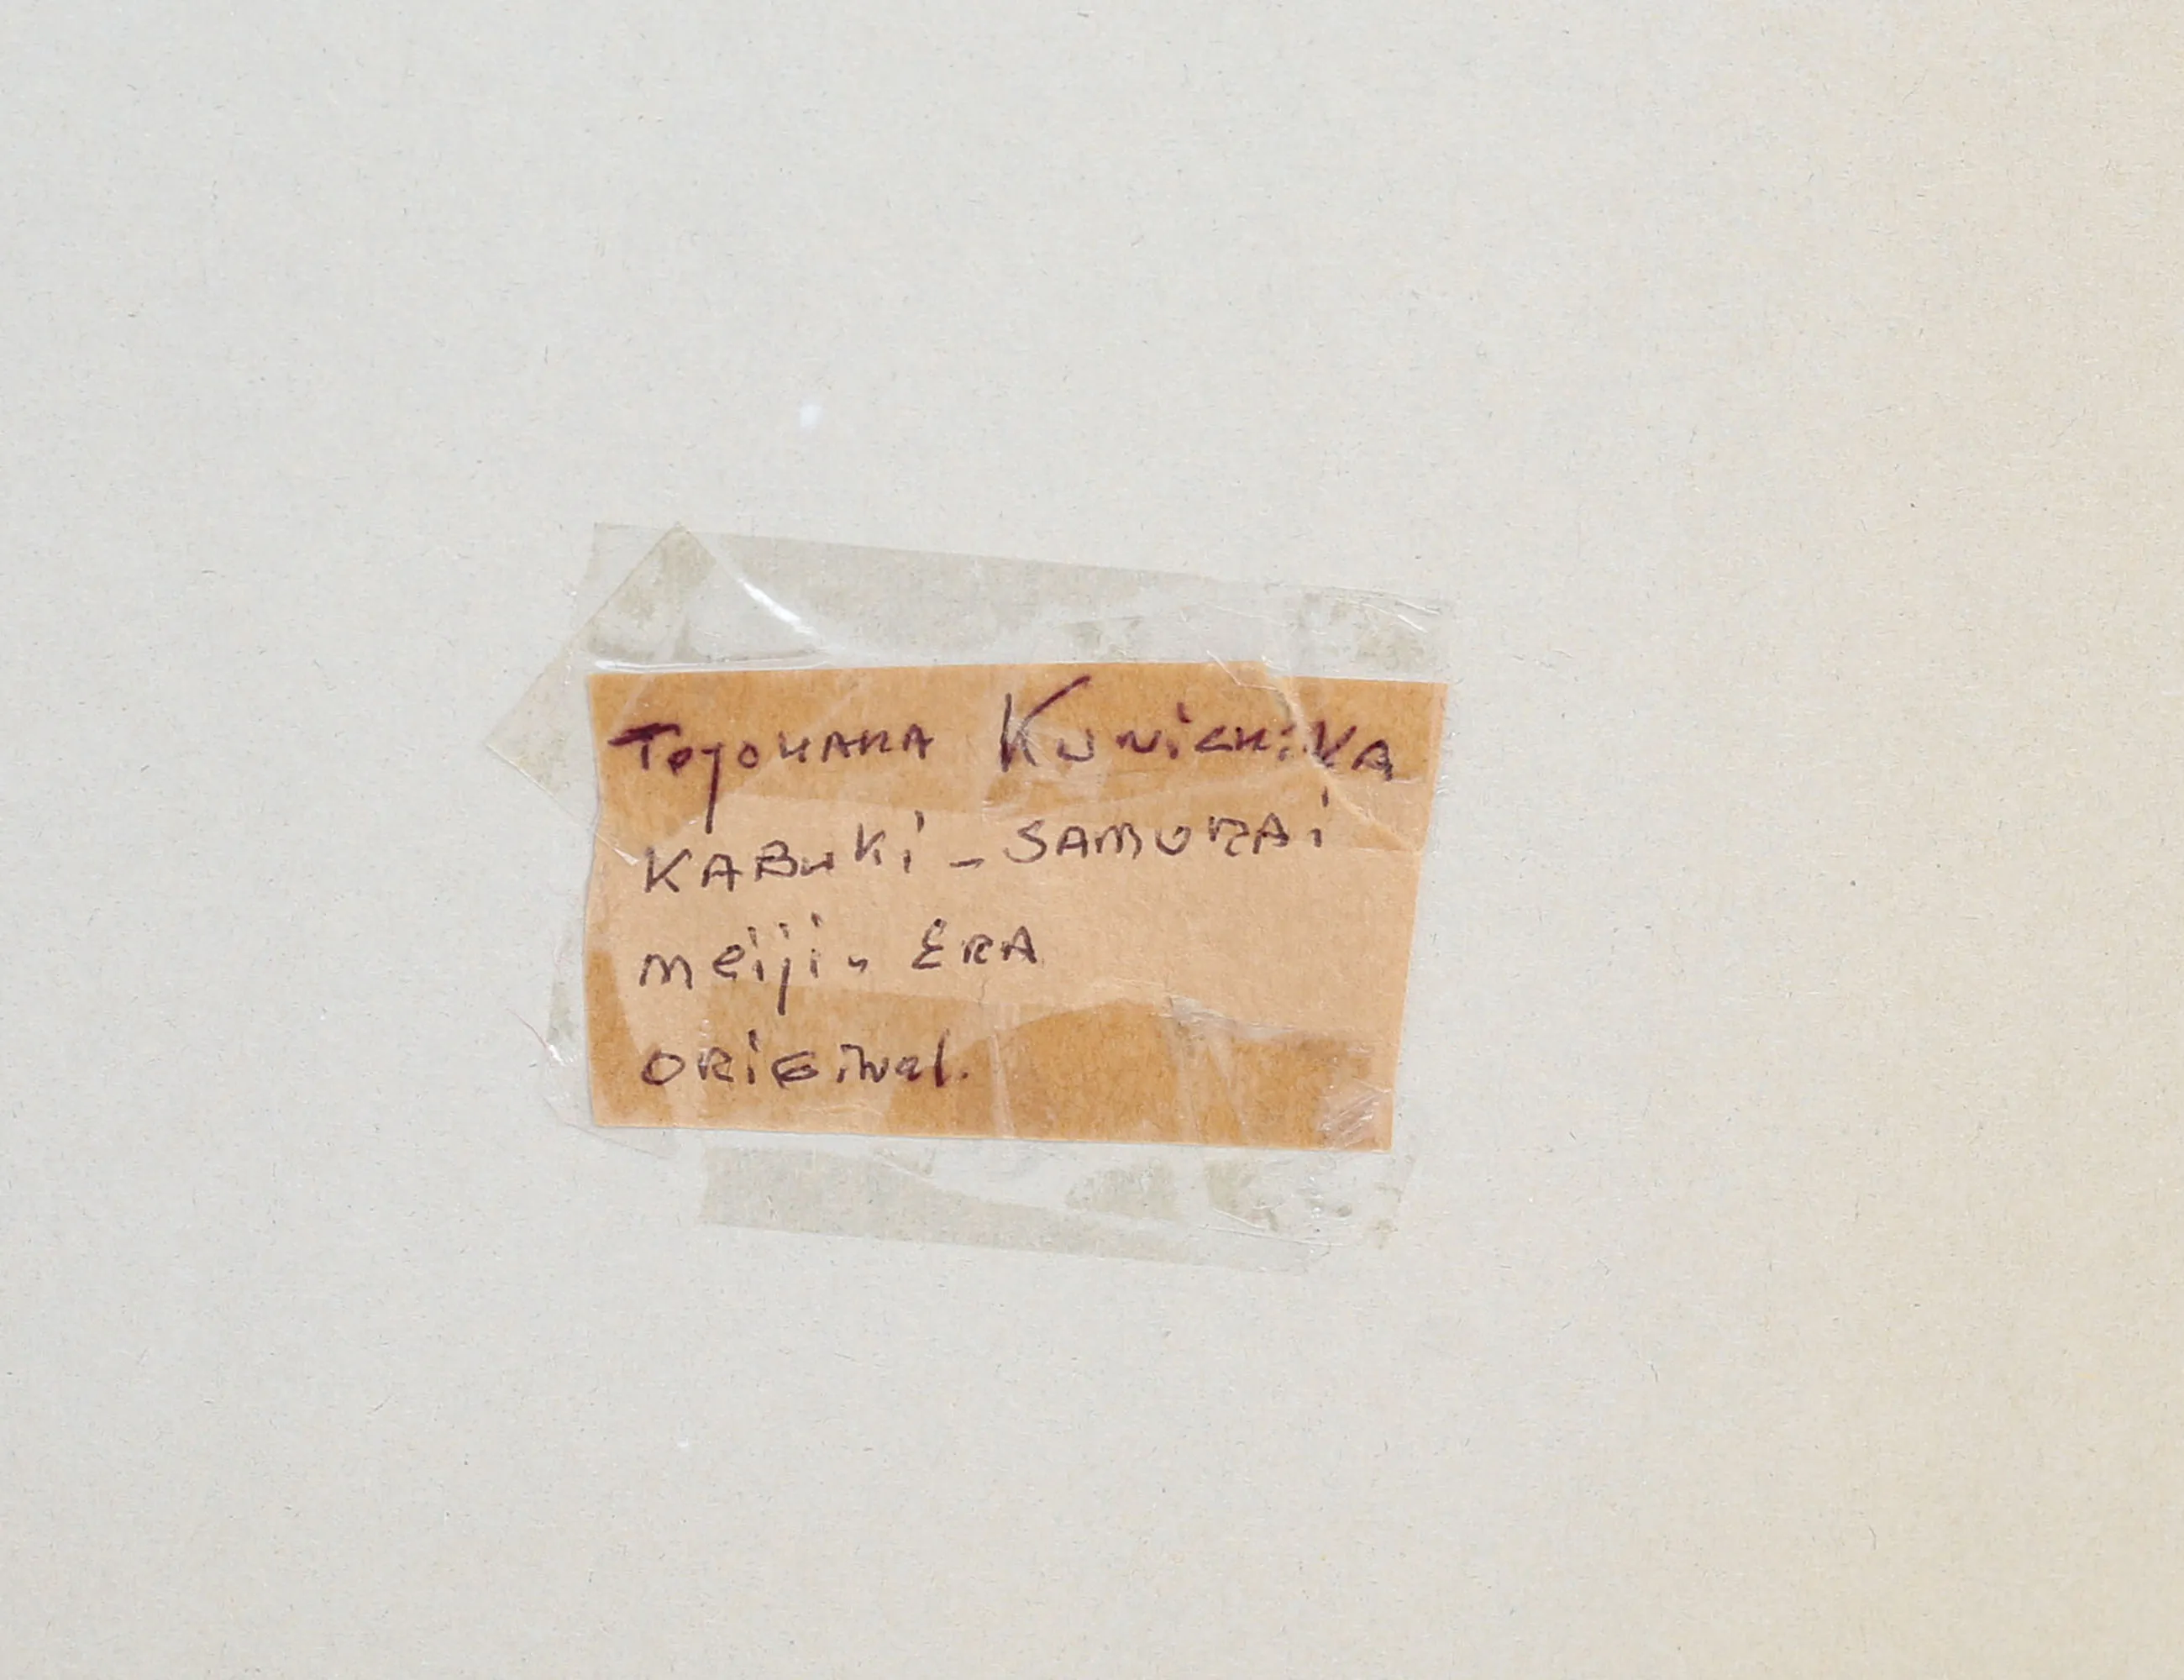 Toyohara Kunichika
KABuKi - SAMURAi
meiji - ERA
ORiGiNal.